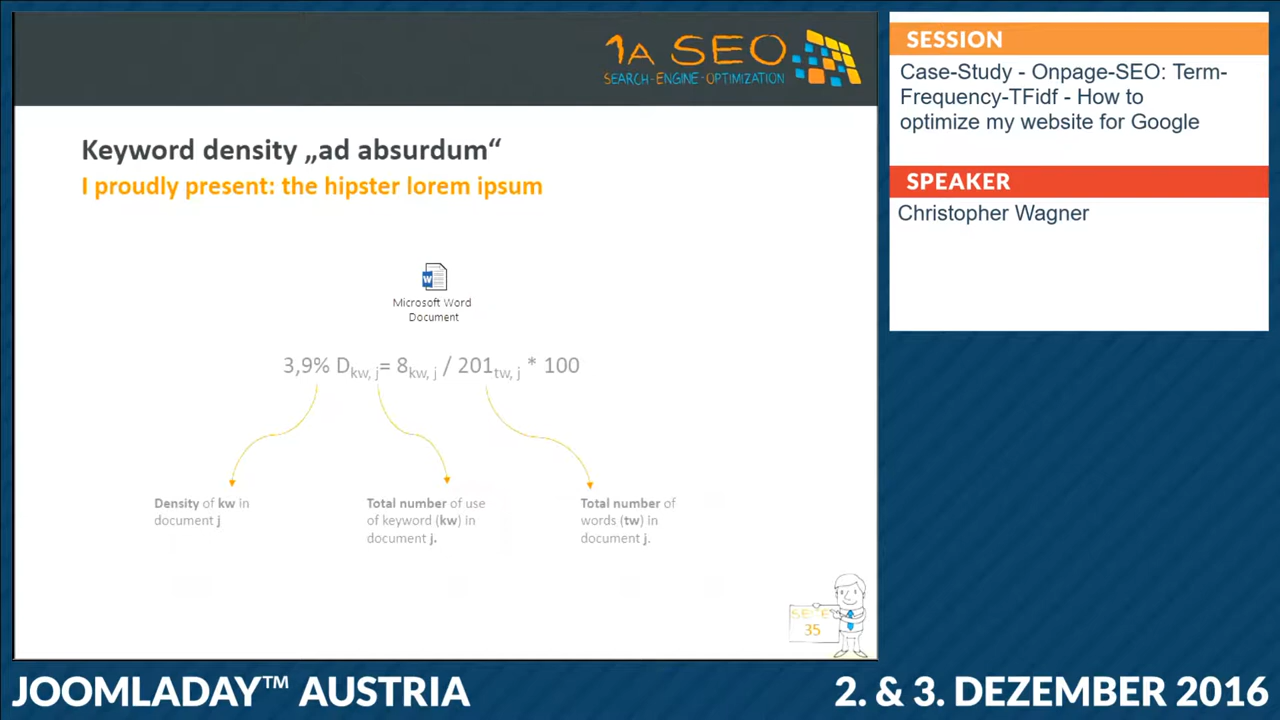 1A SEO
SEARCH-ENGINE-OPTIMIZATION
Keyword density „ad absurdum“
I proudly present: the hipster lorem ipsum
Microsoft Word
Document
3,9% Dkw, j= 8kw, j / 201tw, j * 100
Density of kw in
document j
Total number of use
of keyword (kw) in
document j.
Total number of
words (tw) in
document j.
SEITE
35
SESSION
Case-Study - Onpage-SEO: Term-
Frequency-TFidf - How to
optimize my website for Google
SPEAKER
Christopher Wagner
JOOMLADAY™ AUSTRIA
2. & 3. DEZEMBER 2016